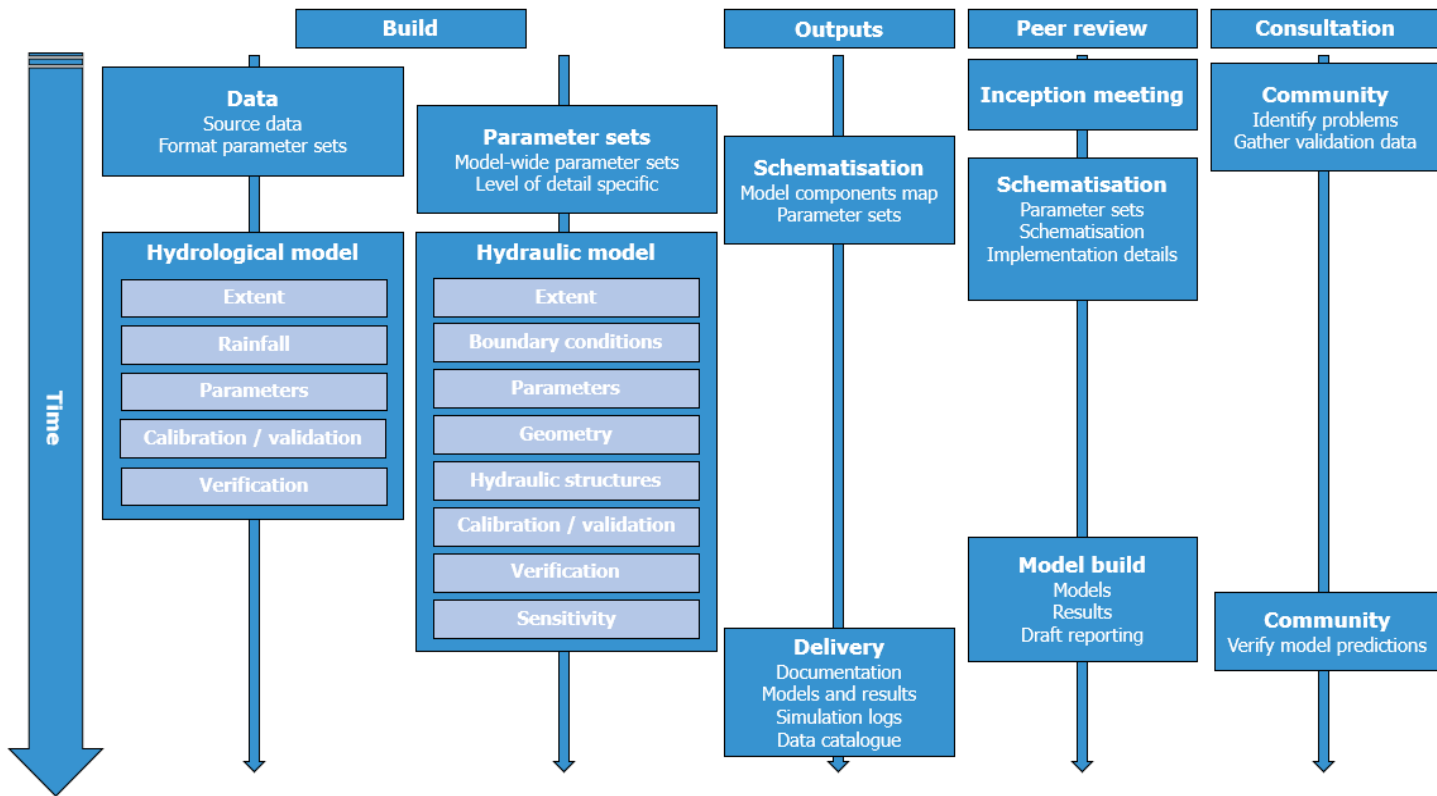 Build
Outputs
Peer review
Consultation
Time
Data
Source data
Format parameter sets
Hydrological model
Extent
Rainfall
Parameters
Calibration / validation
Verification
Parameter sets
Model-wide parameter sets
Level of detail specific
Hydraulic model
Extent
Boundary conditions
Parameters
Geometry
Hydraulic structures
Calibration / validation
Verification
Sensitivity
Schematisation
Model components map
Parameter sets
Delivery
Documentation
Models and results
Simulation logs
Data catalogue
Inception meeting
Schematisation
Parameter sets
Schematisation
Implementation details
Model build
Models
Results
Draft reporting
Community
Identify problems
Gather validation data
Community
Verify model predictions